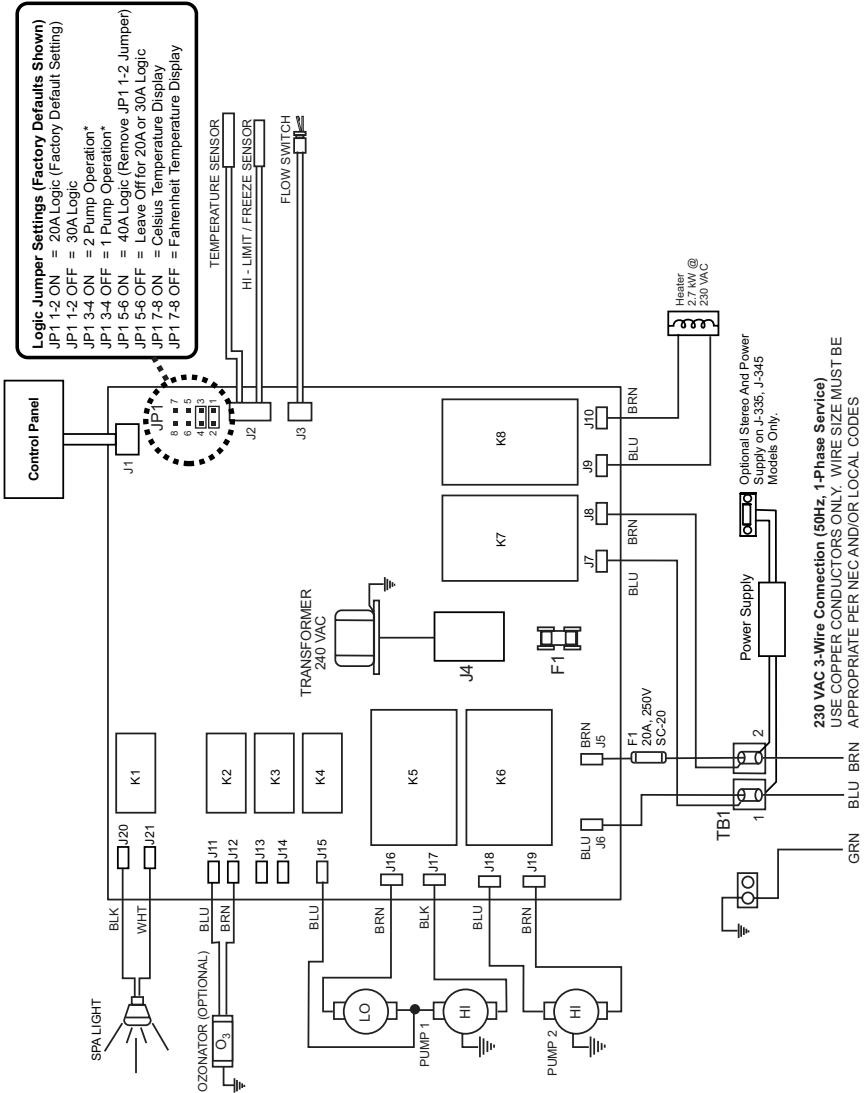 Logic Jumper Settings (Factory Defaults Shown)
JP1 1-2 ON = 20A Logic (Factory Default Setting)
JP1 1-2 OFF = 30A Logic
JP1 3-4 ON = 2 Pump Operation*
JP1 3-4 OFF = 1 Pump Operation*
JP1 5-6 ON = 40A Logic (Remove JP1 1-2 Jumper)
JP1 5-6 OFF = Leave Off for 20A or 30A Logic
JP1 7-8 ON = Celsius Temperature Display
JP1 7-8 OFF = Fahrenheit Temperature Display
Control Panel
J1
JP1
8 7
6 5
4 3
2 1
J2
J3
TEMPERATURE SENSOR
HI - LIMIT / FREEZE SENSOR
FLOW SWITCH
SPA LIGHT
BLK
WHT
J20
J21
K1
OZONATOR (OPTIONAL)
O3
BLU
BRN
J11
J12
J13
J14
K2
K3
K4
BLU
J15
TRANSFORMER
240 VAC
J4
F1
LO
HI
PUMP 1
BRN
BLK
J16
J17
K5
HI
PUMP 2
BLU
BRN
J18
J19
K6
K7
K8
BLU
J6
BRN
J5
J7
J8
J9
J10
BLU
BRN
BLU
BRN
F1
20A, 250V
SC-20
Heater
2.7 kW @
230 VAC
TB1
1
2
Power Supply
Optional Stereo And Power
Supply on J-335, J-345
Models Only.
GRN
BLU
BRN
230 VAC 3-Wire Connection (50Hz, 1-Phase Service)
USE COPPER CONDUCTORS ONLY. WIRE SIZE MUST BE
APPROPRIATE PER NEC AND/OR LOCAL CODES